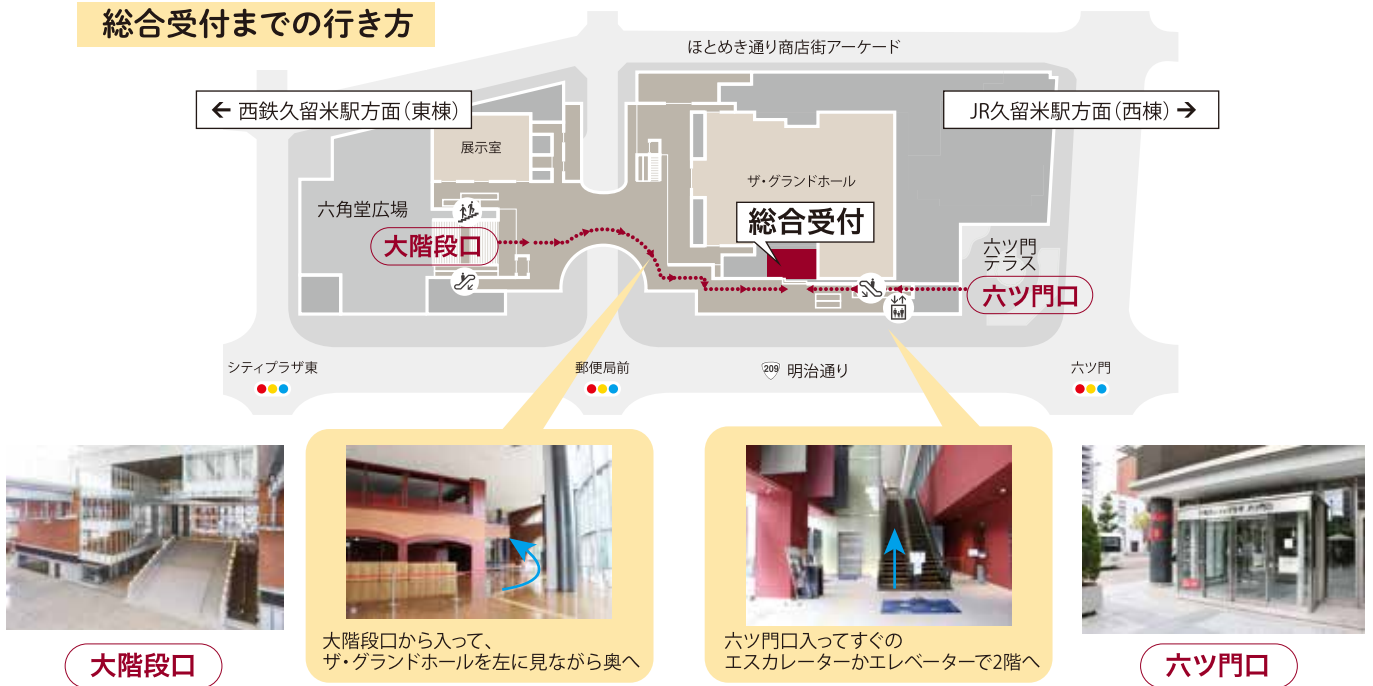 総合受付までの行き方
ほとめき通り商店街アーケード
← 西鉄久留米駅方面(東棟)
JR久留米駅方面(西棟) →
展示室
ザ・グランドホール
六角堂広場
総合受付
大階段口
六ツ門
テラス
六ツ門口
シティプラザ東
郵便局前
209 明治通り
六ツ門
大階段口から入って、
ザ・グランドホールを左に見ながら奥へ
六ツ門口入ってすぐの
エスカレーターかエレベーターで2階へ
大階段口
六ツ門口